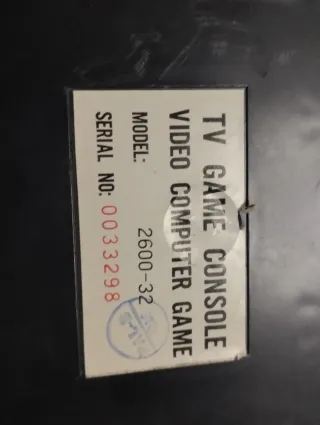 TV GAME CONSOLE
VIDEO COMPUTER GAME
MODEL: 2600-32
SERIAL NO: 0033298